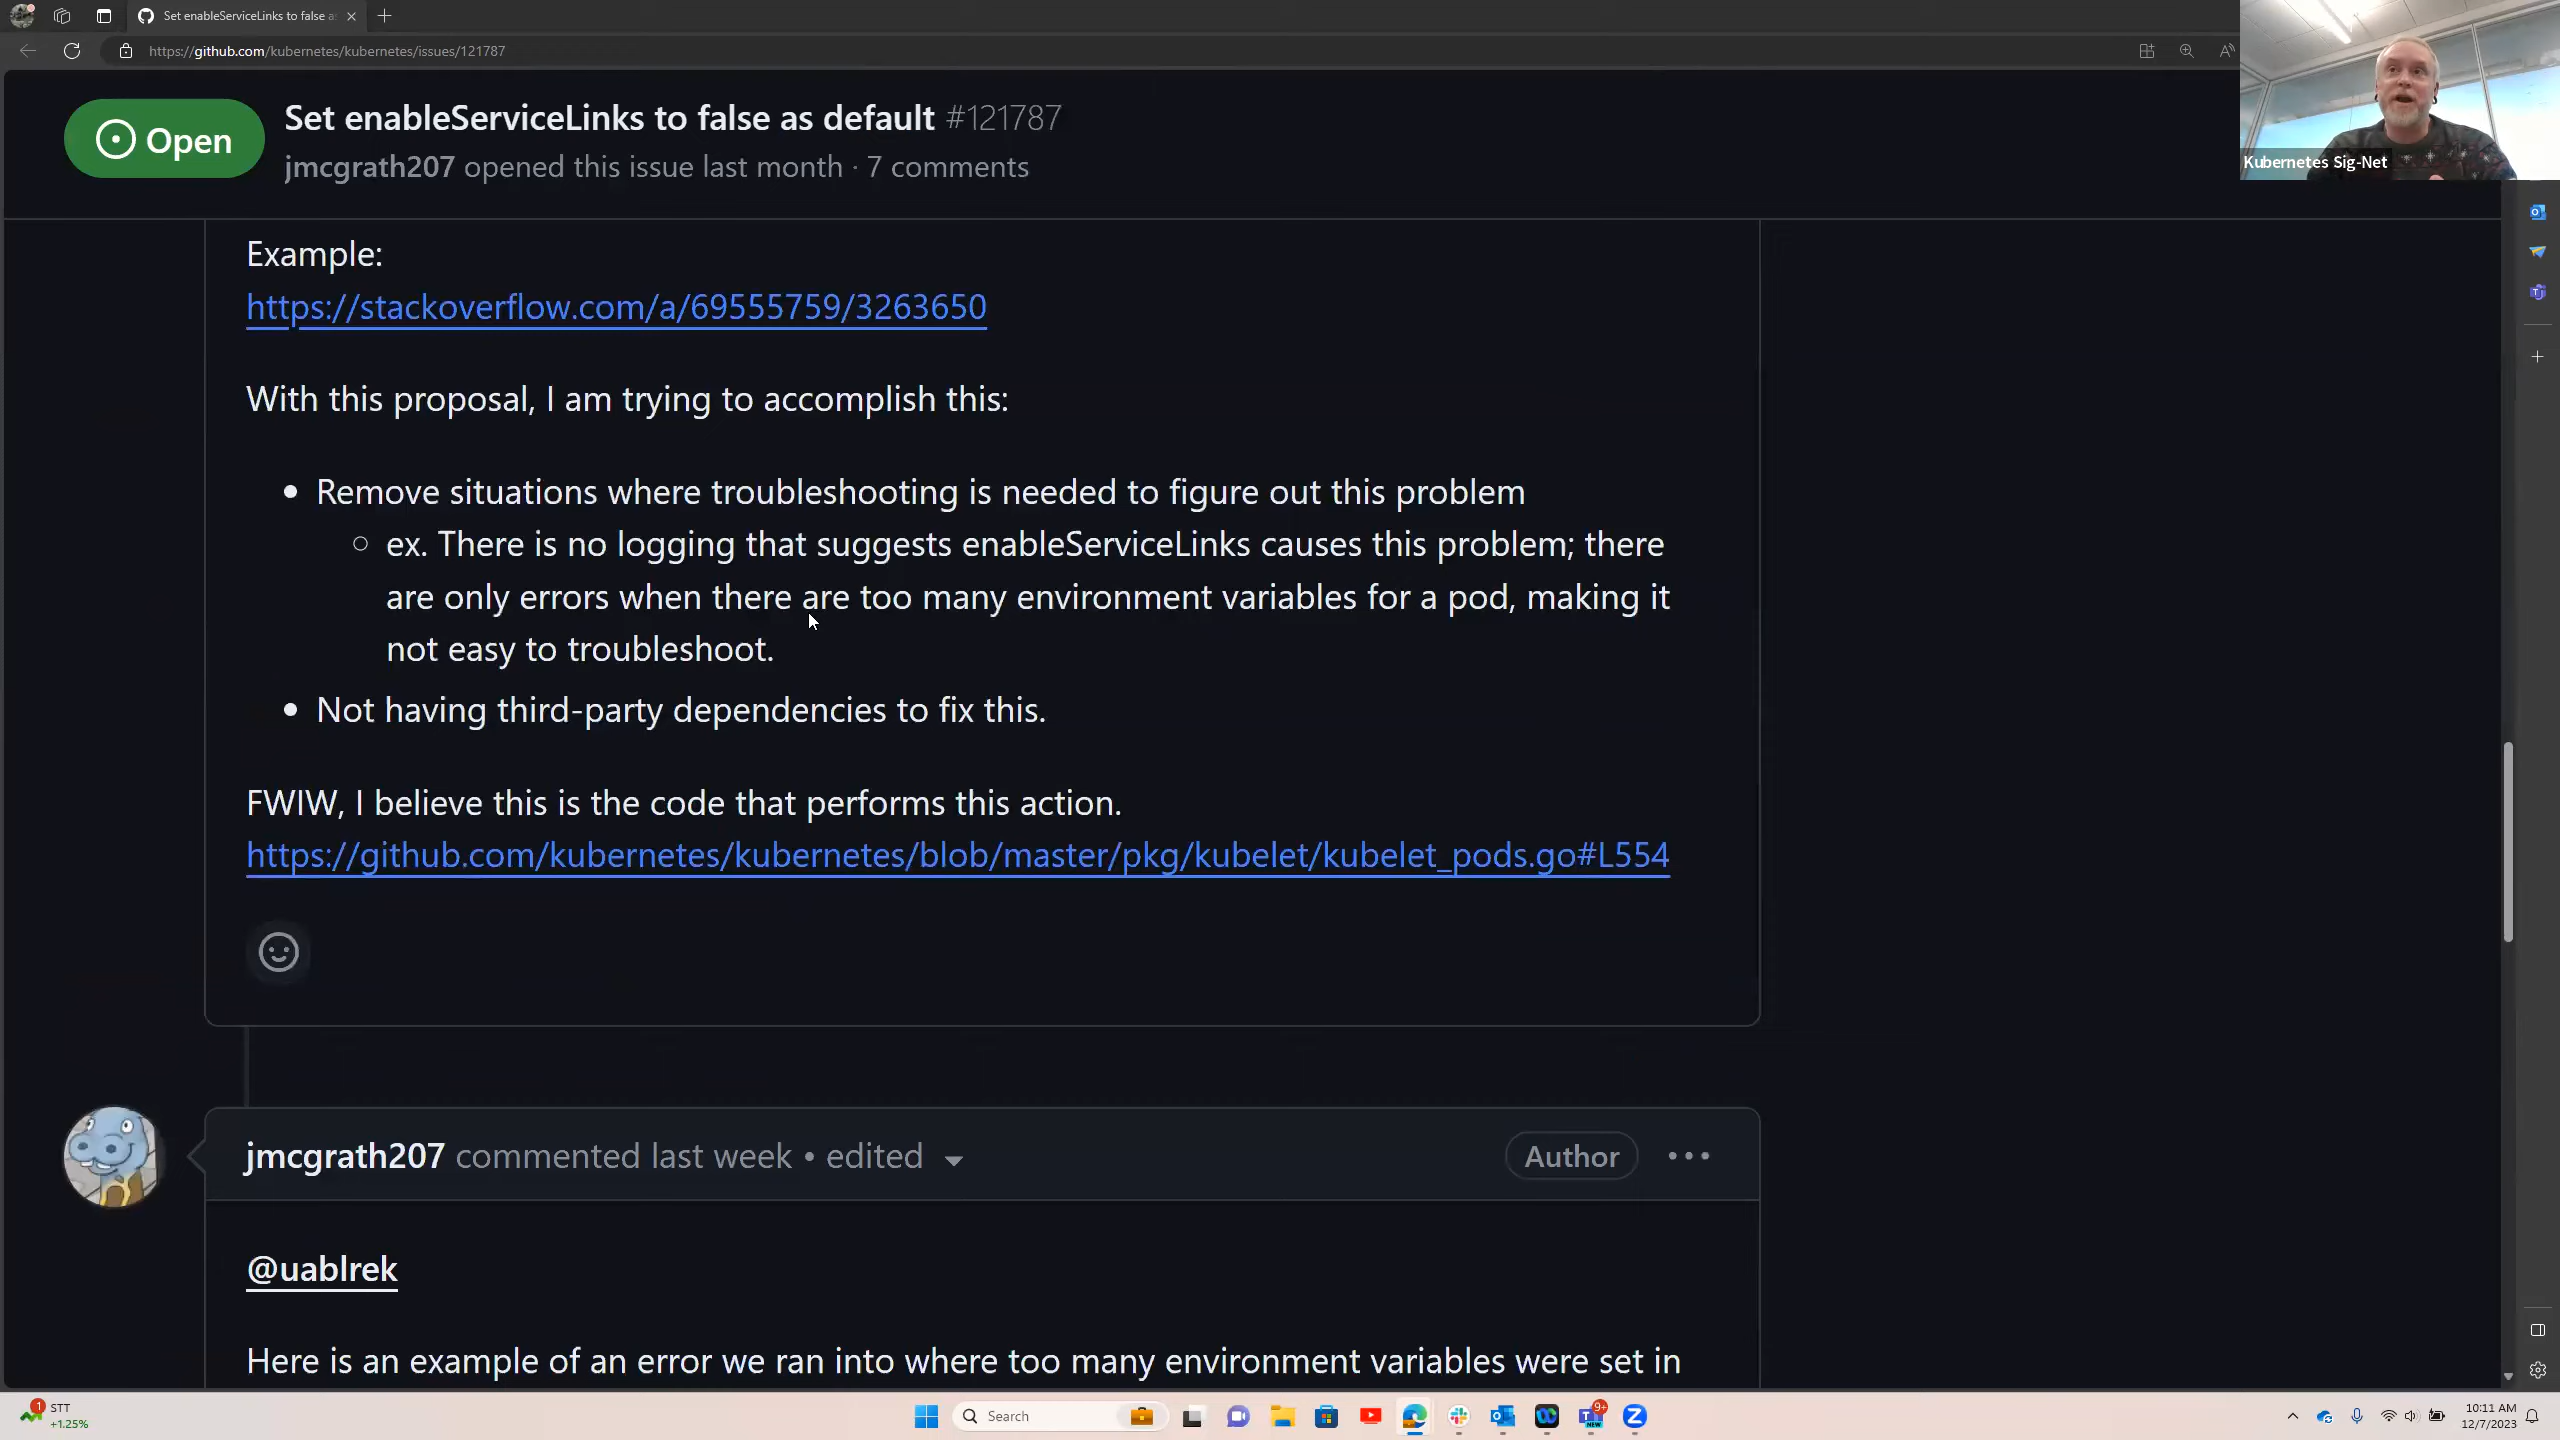 Set enableServiceLinks to false a
https://github.com/kubernetes/kubernetes/issues/121787
Kubernetes Sig-Net
Open
Set enableServiceLinks to false as default #121787
jmcgrath207 opened this issue last month · 7 comments
Example:
https://stackoverflow.com/a/69555759/3263650
With this proposal, I am trying to accomplish this:
• Remove situations where troubleshooting is needed to figure out this problem
○ ex. There is no logging that suggests enableServiceLinks causes this problem; there
are only errors when there are too many environment variables for a pod, making it
not easy to troubleshoot.
• Not having third-party dependencies to fix this.
FWIW, I believe this is the code that performs this action.
https://github.com/kubernetes/kubernetes/blob/master/pkg/kubelet/kubelet_pods.go#L554
jmcgrath207 commented last week • edited
Author
@uablrek
Here is an example of an error we ran into where too many environment variables were set in
1
STT
+1.25%
Search
9+
NEW
10:11 AM
12/7/2023